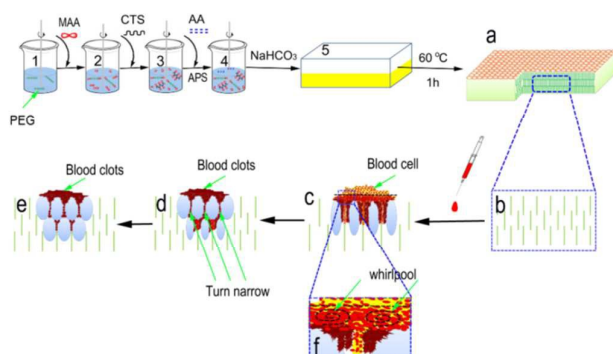 MAA
CTS
AA
NaHCO3
60 ℃
a
1
2
3
4
5
APS
1h
PEG
Blood clots
Blood clots
Blood cell
e
d
c
b
Turn narrow
whirlpool
f